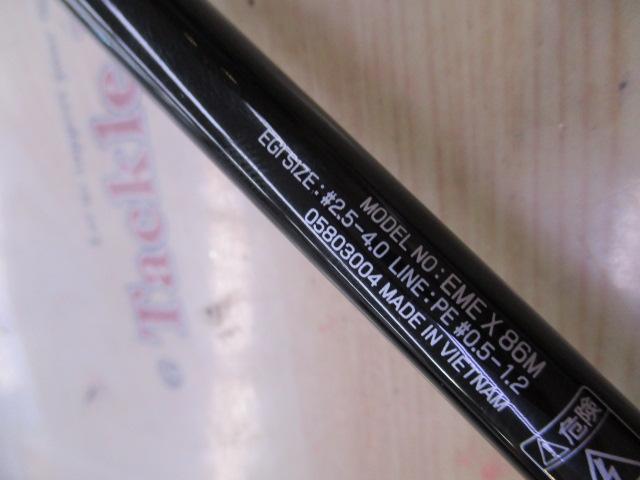 MODEL NO : EME X 86M
EGI SIZE : #2.5-4.0 LINE : PE #0.5-1.2
05803004 MADE IN VIETNAM
危険
e Tackle